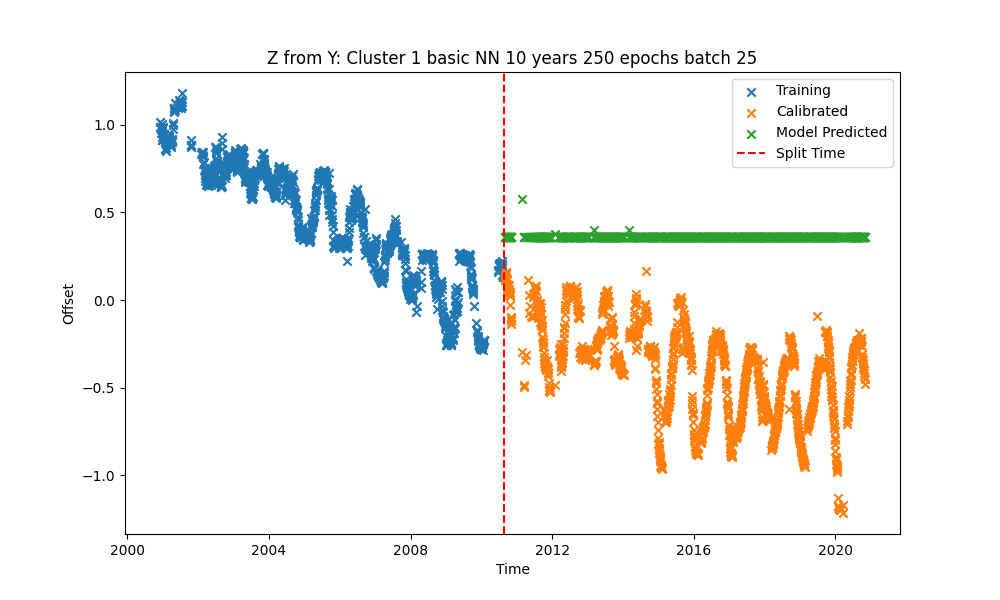 Z from Y: Cluster 1 basic NN 10 years 250 epochs batch 25
Training
Calibrated
Model Predicted
Split Time
1.0
0.5
0.0
−0.5
−1.0
Offset
2000 2004 2008 2012 2016 2020
Time